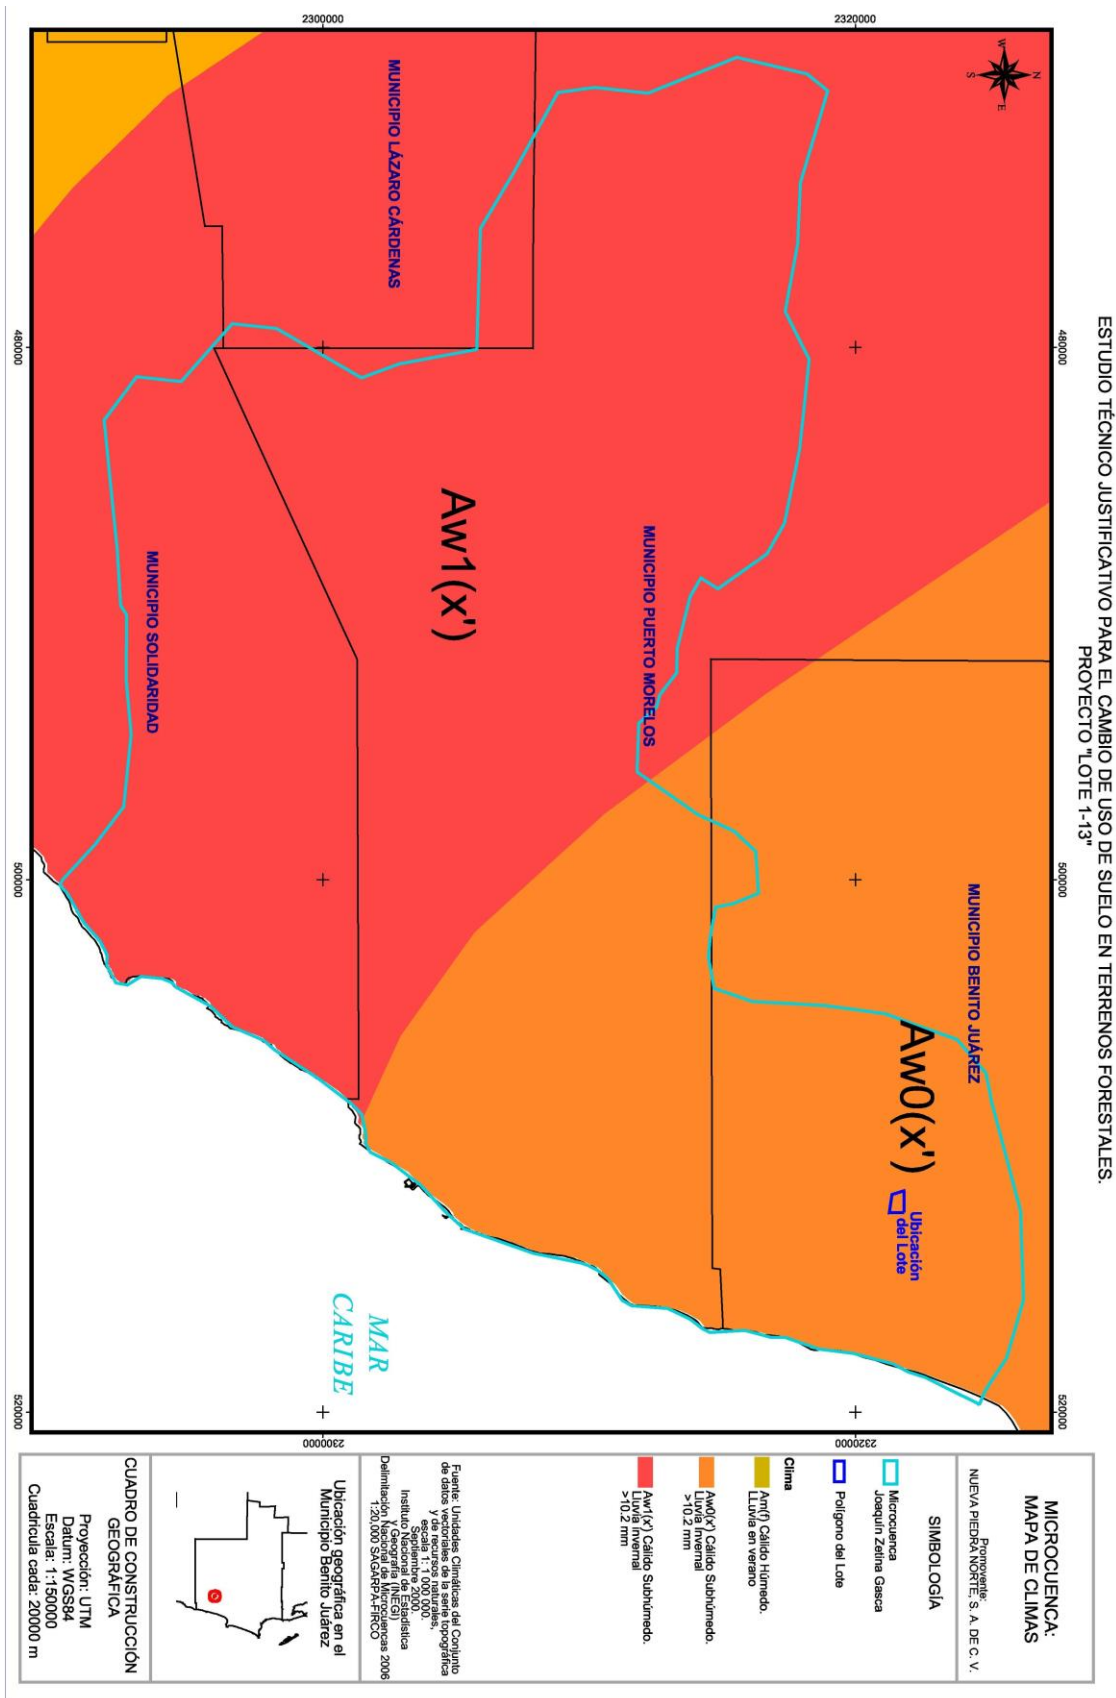 ESTUDIO TÉCNICO JUSTIFICATIVO PARA EL CAMBIO DE USO DE SUELO EN TERRENOS FORESTALES.
PROYECTO "LOTE 1-13"
480000
500000
520000
2320000
2300000
N
W
E
S
MUNICIPIO LÁZARO CÁRDENAS
MUNICIPIO PUERTO MORELOS
MUNICIPIO BENITO JUÁREZ
MUNICIPIO SOLIDARIDAD
Aw1(x')
Aw0(x')
Ubicación
del Lote
MAR
CARIBE
2320000
2300000
480000
500000
520000
MICROCUENCA:
MAPA DE CLIMAS
Promovente:
NUEVA PIEDRA NORTE, S. A. DE C. V.
SIMBOLOGÍA
Microcuenca
Joaquín Zetina Gasca
Polígono del Lote
Clima
Am(f) Cálido Húmedo.
LLuvia en verano
Aw0(x') Cálido Subhúmedo.
Lluvia Invernal
>10.2 mm
Aw1(x') Cálido Subhúmedo.
Lluvia Invernal
>10.2 mm
Fuente: Unidades Climáticas del Conjunto
de datos vectoriales de la serie topográfica
y de recursos naturales,
escala 1: 1 000 000.
Septiembre 2000.
Instituto Nacional de Estadística
y Geografía (INEGI)
Delimitación Nacional de Microcuencas 2006
1:20,000 SAGARPA-FIRCO
Ubicación geográfica en el
Municipio Benito Juárez
CUADRO DE CONSTRUCCIÓN
GEOGRÁFICA
Proyección: UTM
Datum: WGS84
Escala: 1:150000
Cuadrícula cada: 20000 m